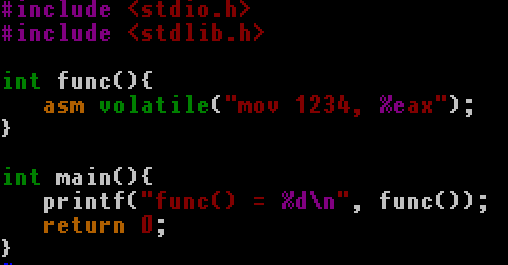 #include <stdio.h>
#include <stdlib.h>
int func(){
asm volatile("mov 1234, %eax");
}
int main(){
printf("func() = %d\n", func());
return 0;
}